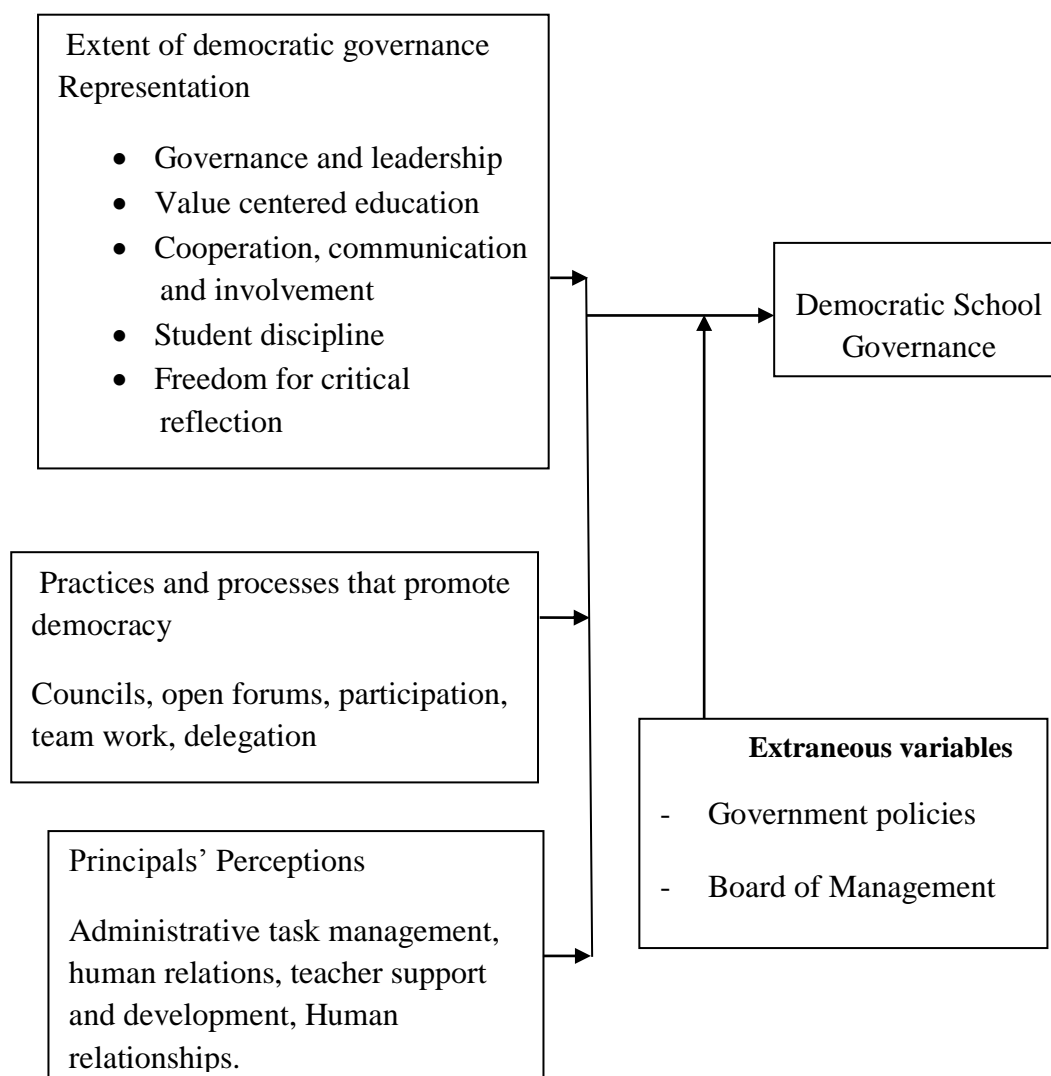 Extent of democratic governance
Representation
• Governance and leadership
• Value centered education
• Cooperation, communication
and involvement
• Student discipline
• Freedom for critical
reflection
Democratic School
Governance
Practices and processes that promote
democracy
Councils, open forums, participation,
team work, delegation
Extraneous variables
- Government policies
- Board of Management
Principals’ Perceptions
Administrative task management,
human relations, teacher support
and development, Human
relationships.